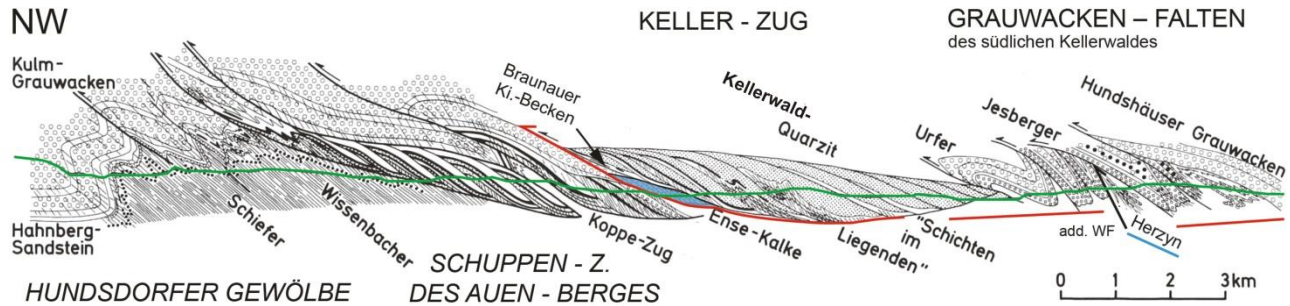 NW
KELLER - ZUG
GRAUWACKEN – FALTEN
des südlichen Kellerwaldes
Kulm-
Grauwacken
Braunauer
Ki.-Becken
Kellerwald-
Quarzit
Urfer
Jesberger
Hundshäuser Grauwacken
Hahnberg-
Sandstein
Schiefer
Wissenbacher
Koppe-Zug
Ense-Kalke
Liegenden"
im
"Schichten
add. WF
Herzyn
HUNDSDORFER GEWÖLBE
SCHUPPEN - Z.
DES AUEN - BERGES
0 1 2 3km